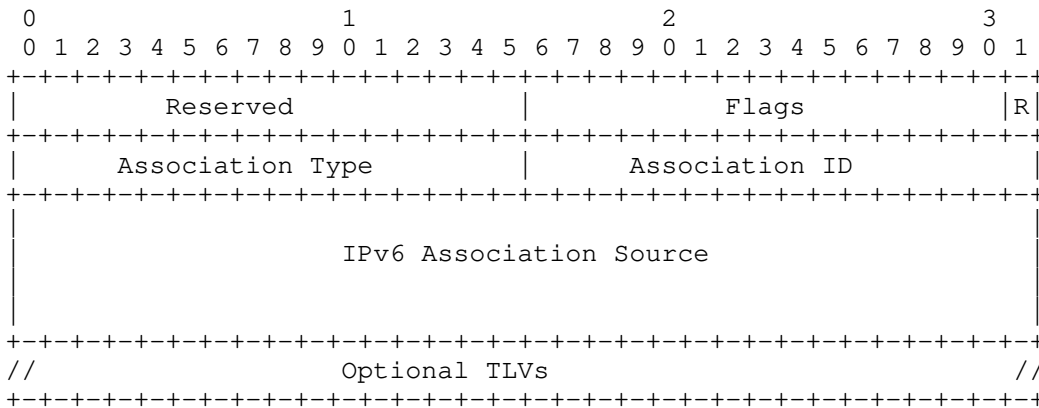 0                   1                   2                   3
 0 1 2 3 4 5 6 7 8 9 0 1 2 3 4 5 6 7 8 9 0 1 2 3 4 5 6 7 8 9 0 1
+-+-+-+-+-+-+-+-+-+-+-+-+-+-+-+-+-+-+-+-+-+-+-+-+-+-+-+-+-+-+-+-+
|         Reserved              |            Flags            |R|
+-+-+-+-+-+-+-+-+-+-+-+-+-+-+-+-+-+-+-+-+-+-+-+-+-+-+-+-+-+-+-+-+
|      Association Type         |      Association ID           |
+-+-+-+-+-+-+-+-+-+-+-+-+-+-+-+-+-+-+-+-+-+-+-+-+-+-+-+-+-+-+-+-+
|                                                               |
|                    IPv6 Association Source                    |
|                                                               |
|                                                               |
+-+-+-+-+-+-+-+-+-+-+-+-+-+-+-+-+-+-+-+-+-+-+-+-+-+-+-+-+-+-+-+-+
//                   Optional TLVs                             //
+-+-+-+-+-+-+-+-+-+-+-+-+-+-+-+-+-+-+-+-+-+-+-+-+-+-+-+-+-+-+-+-+